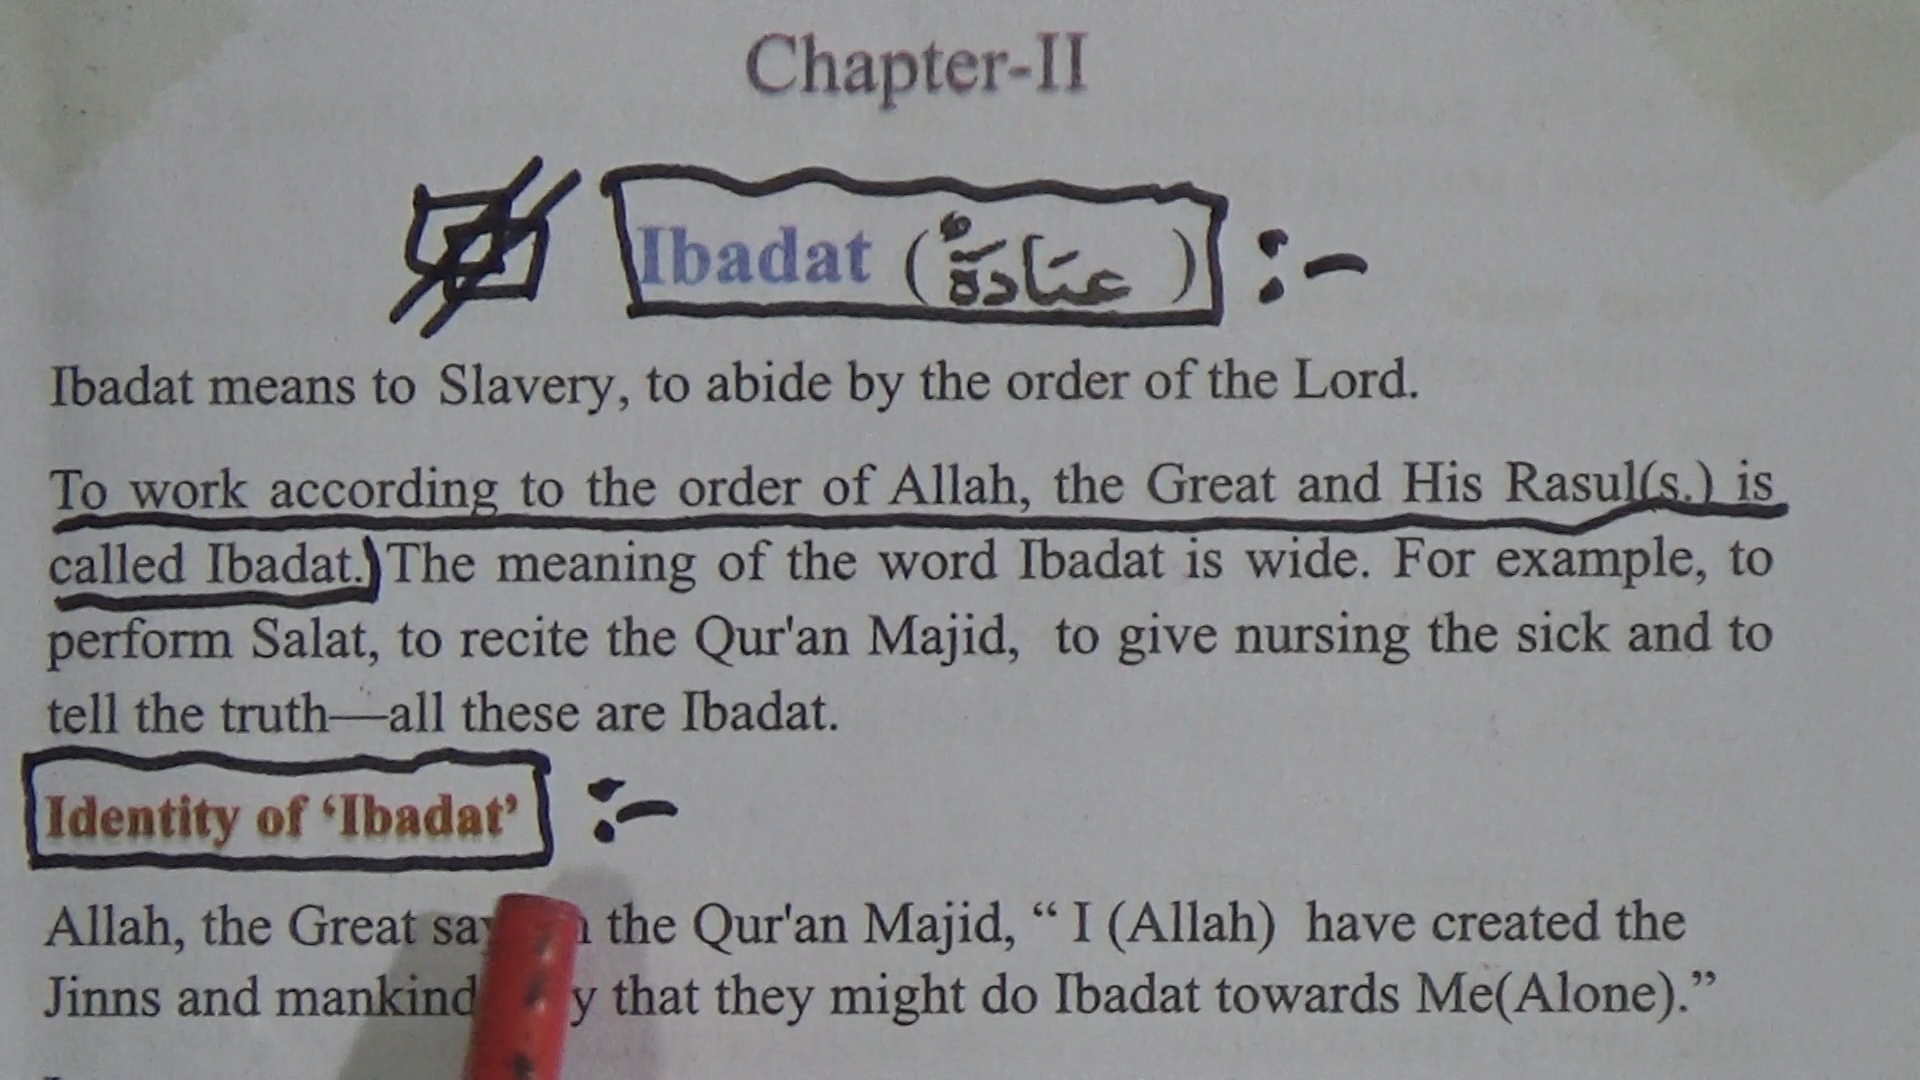 Chapter-II
Ibadat (عبَادَةٌ) :-
Ibadat means to Slavery, to abide by the order of the Lord.
To work according to the order of Allah, the Great and His Rasul(s.) is
called Ibadat.) The meaning of the word Ibadat is wide. For example, to
perform Salat, to recite the Qur'an Majid, to give nursing the sick and to
tell the truth—all these are Ibadat.
Identity of ‘Ibadat’ :-
Allah, the Great the Qur'an Majid, “ I (Allah) have created the
Jinns and mankind that they might do Ibadat towards Me(Alone).”